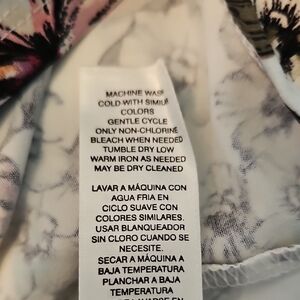 MACHINE WASH
COLD WITH SIMILAR
COLORS
GENTLE CYCLE
ONLY NON-CHLORINE
BLEACH WHEN NEEDED
TUMBLE DRY LOW
WARM IRON AS NEEDED
MAY BE DRY CLEANED
LAVAR A MÁQUINA CON
AGUA FRIA EN
CICLO SUAVE CON
COLORES SIMILARES.
USAR BLANQUEADOR
SIN CLORO CUANDO SE
NECESITE.
SECAR A MÁQUINA A
BAJA TEMPERATURA
PLANCHAR A BAJA
TEMPERATURA